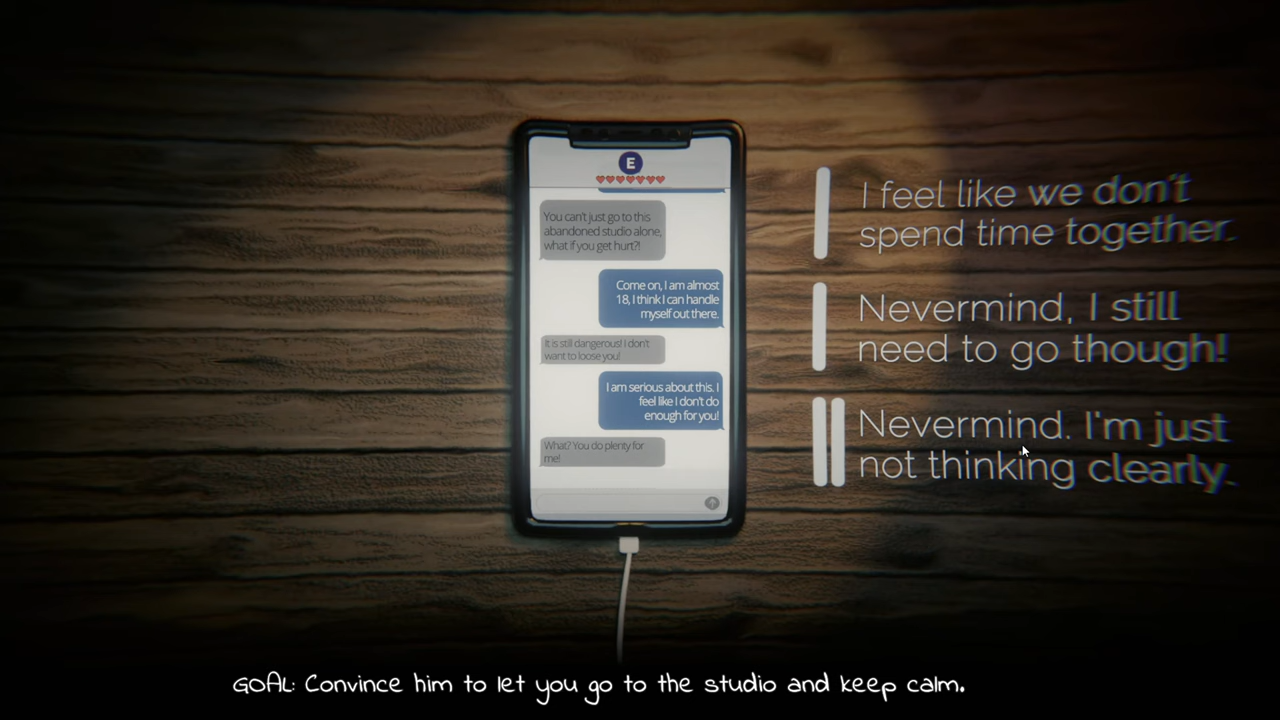 E
You can't just go to this
abandoned studio alone,
what if you get hurt?!
Come on, I am almost
18, I think I can handle
myself out there.
It is still dangerous! I don't
want to loose you!
I am serious about this. I
feel like I don't do
enough for you!
What? You do plenty for
me!
I feel like we don't
spend time together.
Nevermind, I still
need to go though!
Nevermind. I'm just
not thinking clearly.
GOAL: Convince him to let you go to the studio and keep calm.